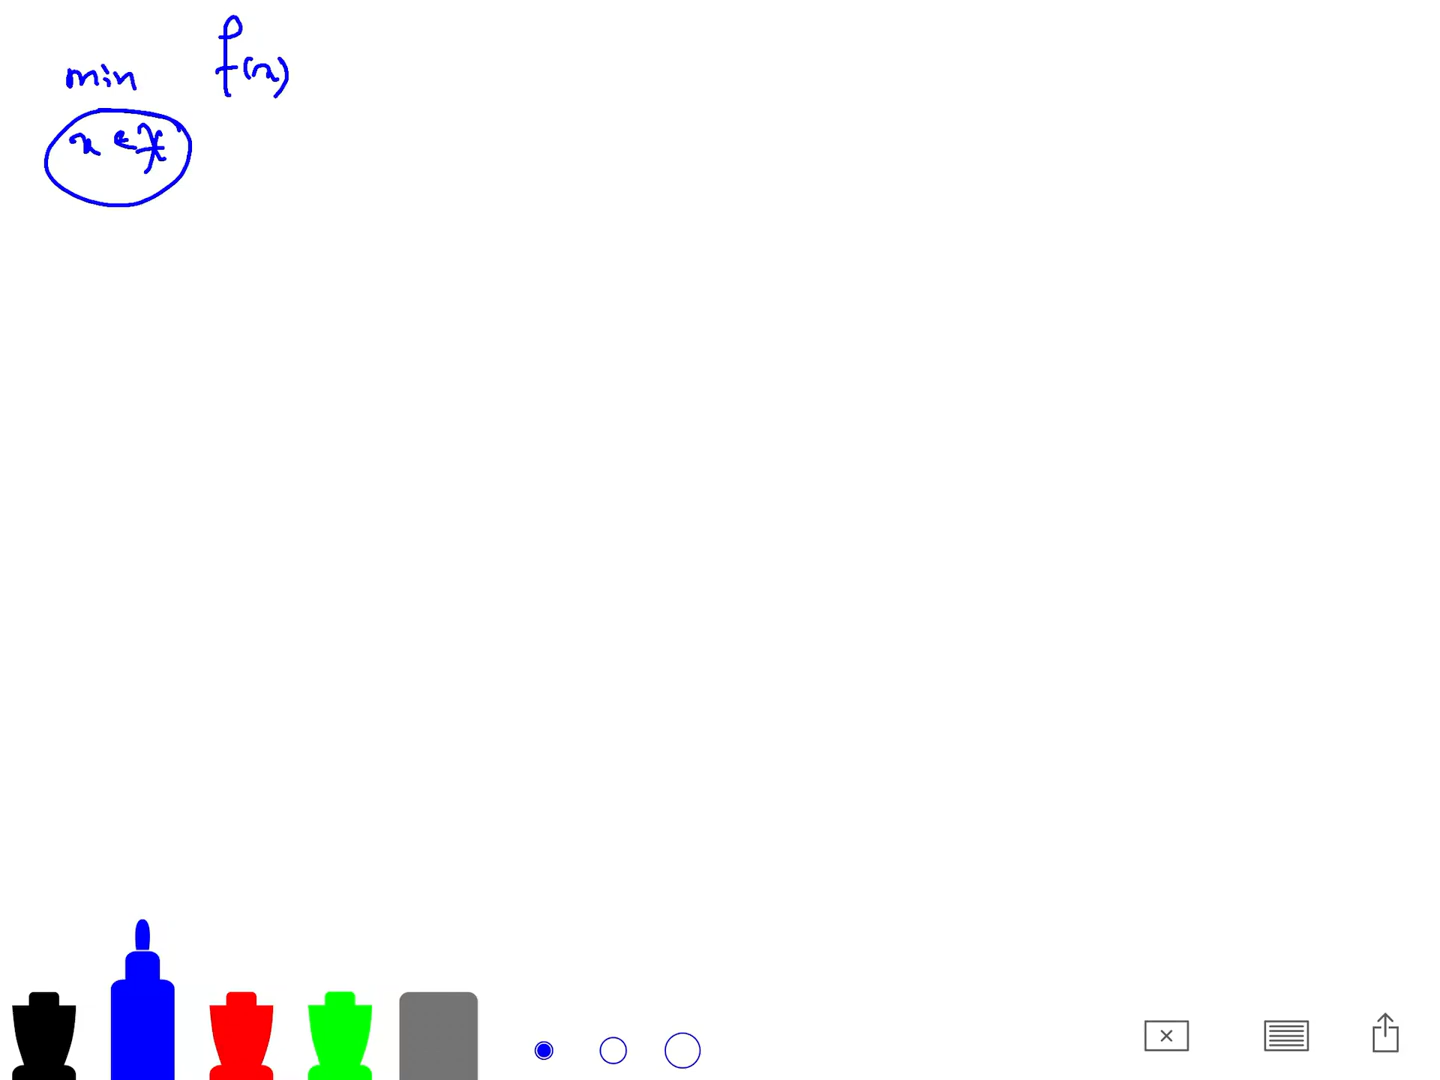 min f(x)
x ∈ X